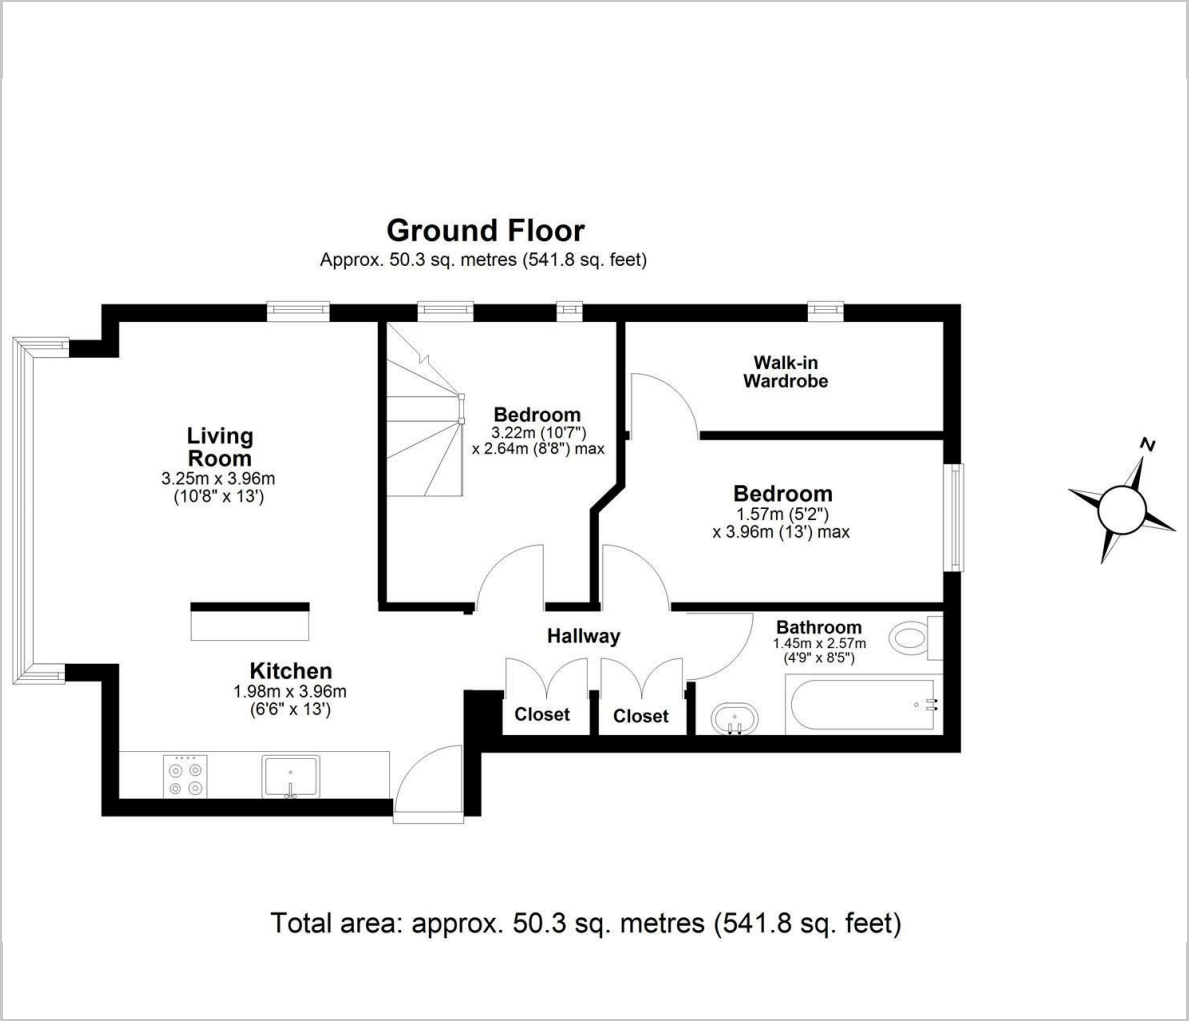 Ground Floor
Approx. 50.3 sq. metres (541.8 sq. feet)
Walk-in
Wardrobe
Bedroom
3.22m (10'7")
x 2.64m (8'8") max
Living
Room
3.25m x 3.96m
(10'8" x 13')
N
Bedroom
1.57m (5'2")
x 3.96m (13') max
Hallway
Bathroom
1.45m x 2.57m
(4'9" x 8'5")
Kitchen
1.98m x 3.96m
(6'6" x 13')
Closet
Closet
Total area: approx. 50.3 sq. metres (541.8 sq. feet)